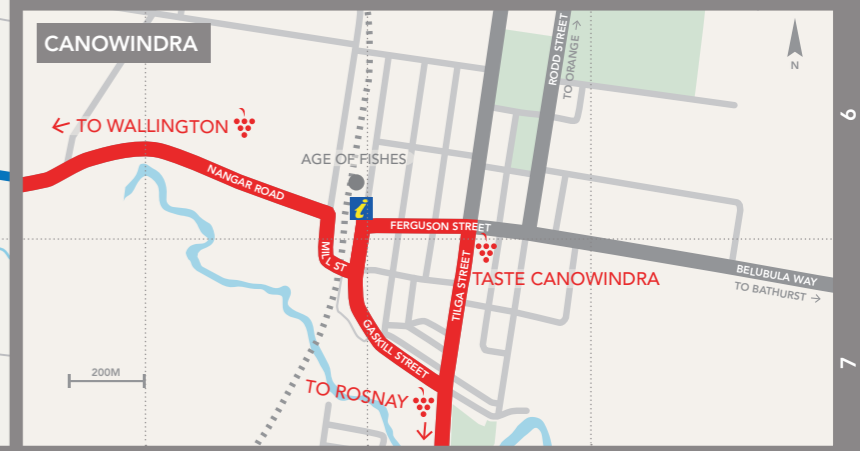 CANOWINDRA
RODD STREET
TO ORANGE →
N
6
← TO WALLINGTON
AGE OF FISHES
NANGAR ROAD
i
FERGUSON STREET
MILL ST
TILGA STREET
TASTE CANOWINDRA
BELUBULA WAY
TO BATHURST →
GASKILL STREET
200M
TO ROSNAY
7